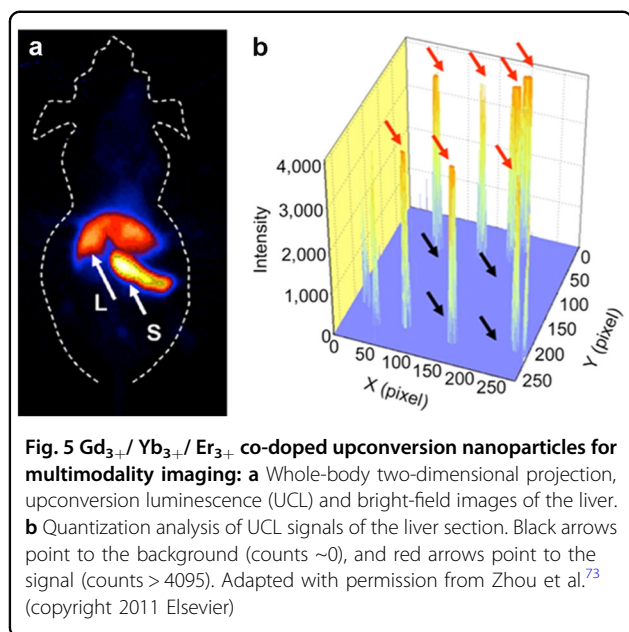 a
L
S
b
4,000
3,000
2,000
1,000
0
Intensity
0
50
100
150
200
250
X (pixel)
0
50
100
150
200
250
Y (pixel)
Fig. 5 Gd₃₊/ Yb₃₊/ Er₃₊ co-doped upconversion nanoparticles for
multimodality imaging: a Whole-body two-dimensional projection,
upconversion luminescence (UCL) and bright-field images of the liver.
b Quantization analysis of UCL signals of the liver section. Black arrows
point to the background (counts ~0), and red arrows point to the
signal (counts > 4095). Adapted with permission from Zhou et al.⁷³
(copyright 2011 Elsevier)